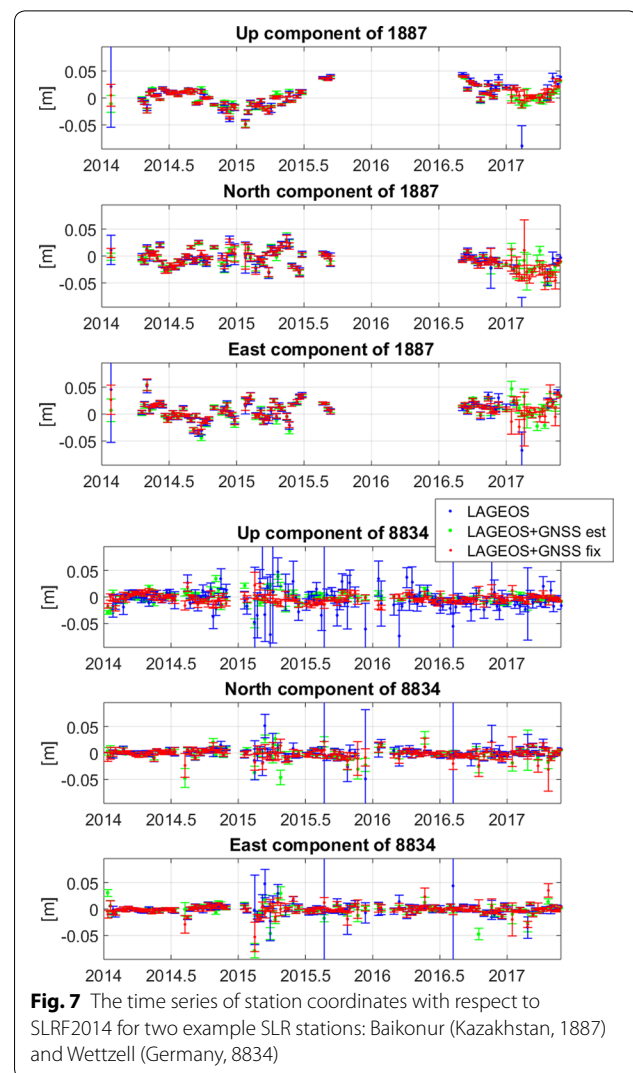 Up component of 1887
0.05
0
-0.05
[m]
2014 2014.5 2015 2015.5 2016 2016.5 2017
North component of 1887
0.05
0
-0.05
[m]
2014 2014.5 2015 2015.5 2016 2016.5 2017
East component of 1887
0.05
0
-0.05
[m]
2014 2014.5 2015 2015.5 2016 2016.5 2017
LAGEOS
LAGEOS+GNSS est
LAGEOS+GNSS fix
Up component of 8834
0.05
0
-0.05
[m]
2014 2014.5 2015 2015.5 2016 2016.5 2017
North component of 8834
0.05
0
-0.05
[m]
2014 2014.5 2015 2015.5 2016 2016.5 2017
East component of 8834
0.05
0
-0.05
[m]
2014 2014.5 2015 2015.5 2016 2016.5 2017
Fig. 7 The time series of station coordinates with respect to
SLRF2014 for two example SLR stations: Baikonur (Kazakhstan, 1887)
and Wettzell (Germany, 8834)